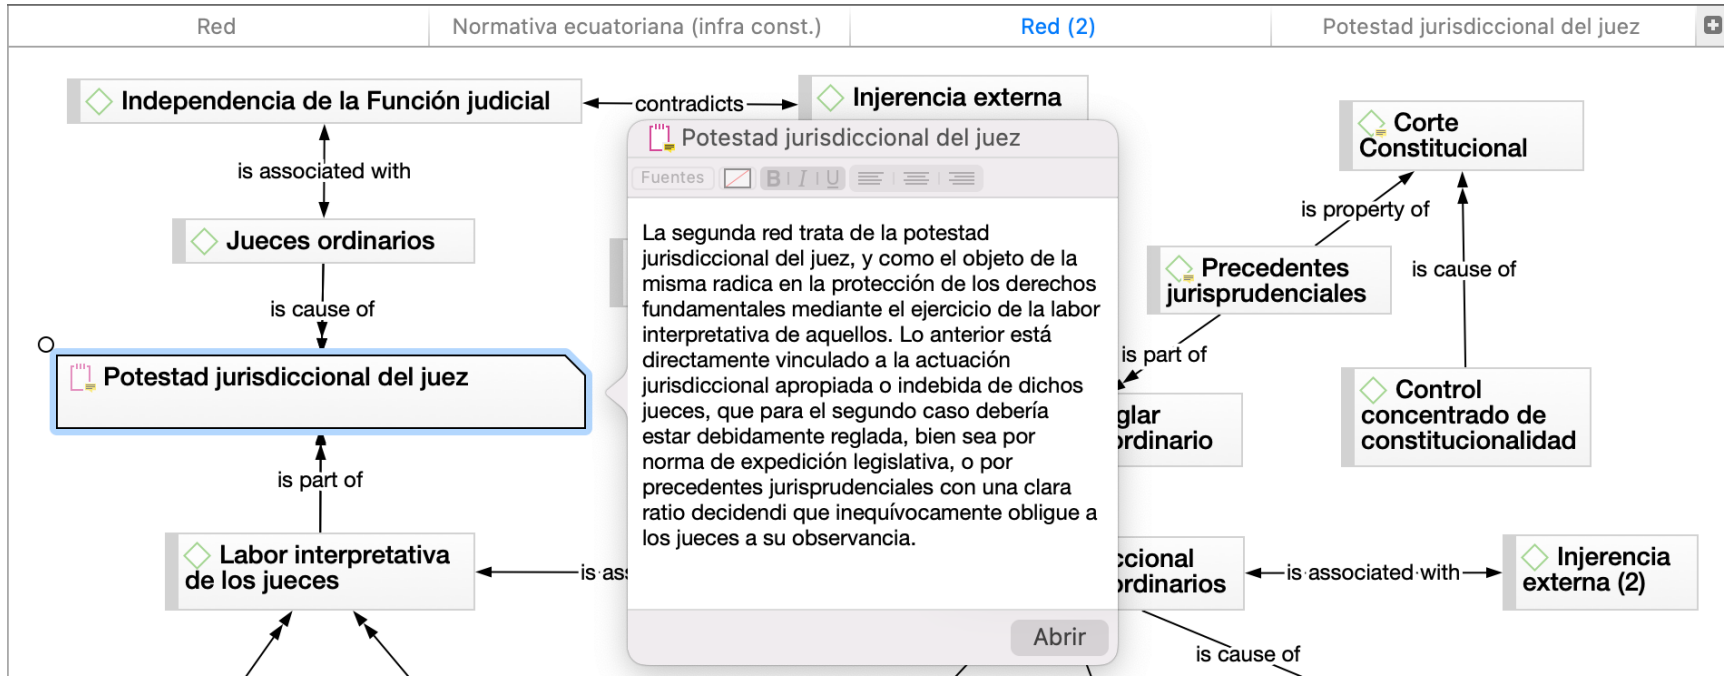 Red
Normativa ecuatoriana (infra const.)
Red (2)
Potestad jurisdiccional del juez
Independencia de la Función judicial
contradicts
Injerencia externa
is associated with
Jueces ordinarios
is cause of
Potestad jurisdiccional del juez
is part of
Labor interpretativa
de los jueces
Potestad jurisdiccional del juez
Fuentes
B I U
La segunda red trata de la potestad
jurisdiccional del juez, y como el objeto de la
misma radica en la protección de los derechos
fundamentales mediante el ejercicio de la labor
interpretativa de aquellos. Lo anterior está
directamente vinculado a la actuación
jurisdiccional apropiada o indebida de dichos
jueces, que para el segundo caso debería
estar debidamente reglada, bien sea por
norma de expedición legislativa, o por
precedentes jurisprudenciales con una clara
ratio decidendi que inequívocamente obligue a
los jueces a su observancia.
Abrir
Corte
Constitucional
is property of
Precedentes
jurisprudenciales
is cause of
is part of
Control
concentrado de
constitucionalidad
is associated with
Injerencia
externa (2)
is cause of